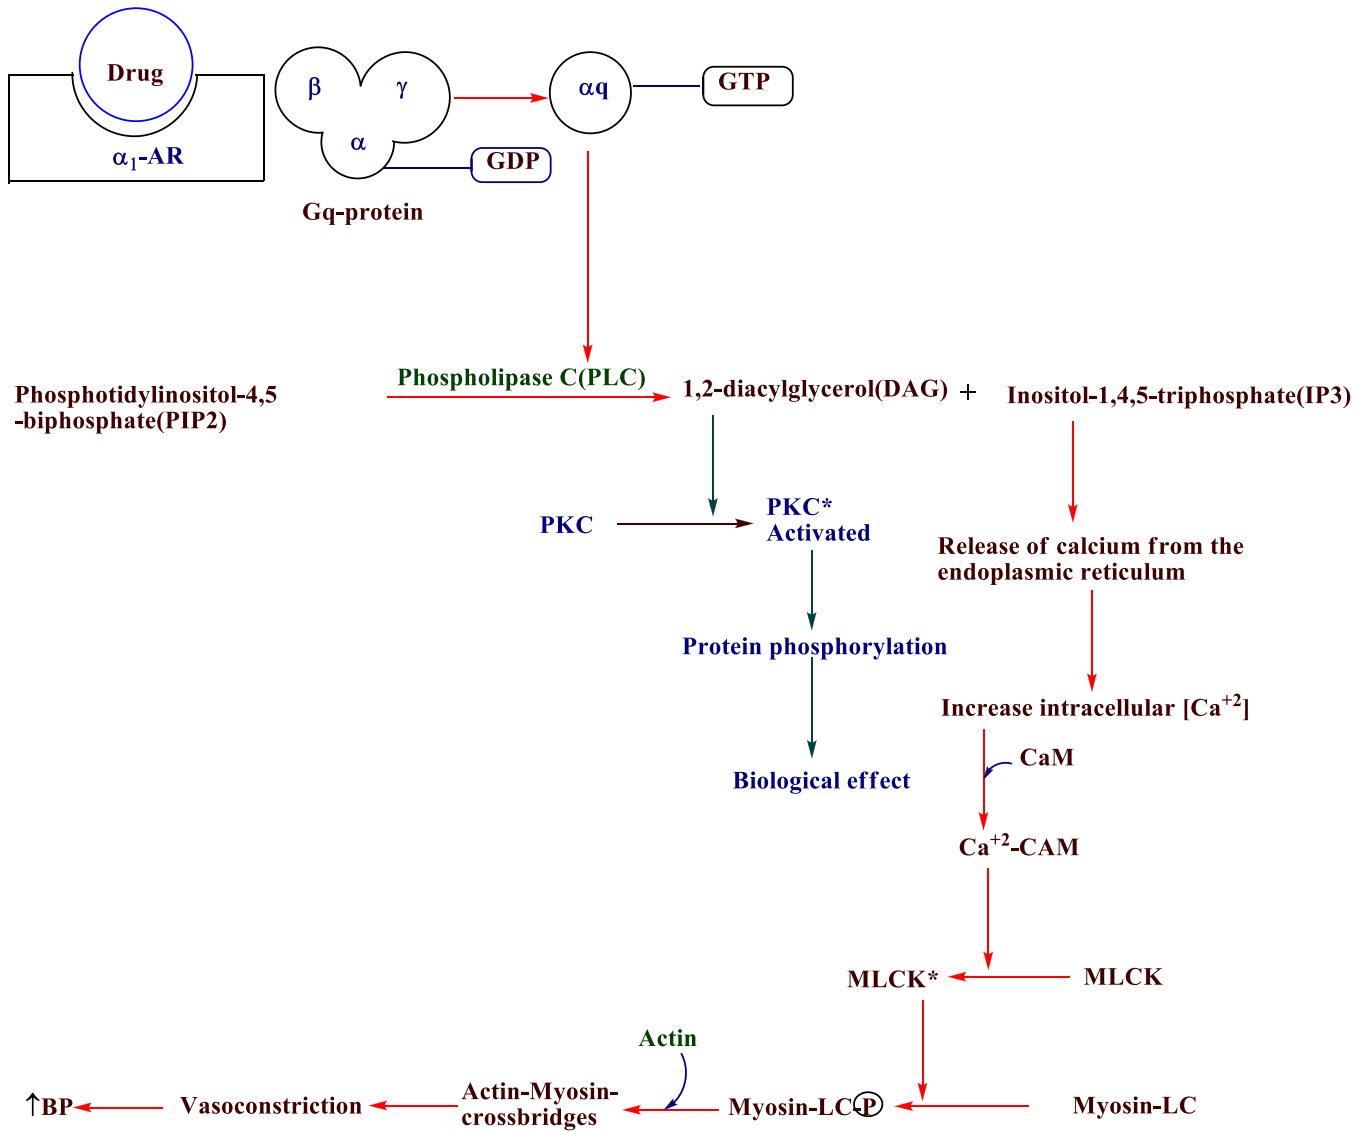 Drug
α1-AR
β
γ
α
GDP
Gq-protein
αq
GTP
Phosphotidylinositol-4,5
-biphosphate(PIP2)
Phospholipase C(PLC)
1,2-diacylglycerol(DAG)
+
Inositol-1,4,5-triphosphate(IP3)
PKC
PKC*
Activated
Protein phosphorylation
Biological effect
Release of calcium from the
endoplasmic reticulum
Increase intracellular [Ca+2]
CaM
Ca+2-CAM
MLCK*
MLCK
Myosin-LC
Myosin-LC-P
Actin
Actin-Myosin-
crossbridges
Vasoconstriction
↑BP